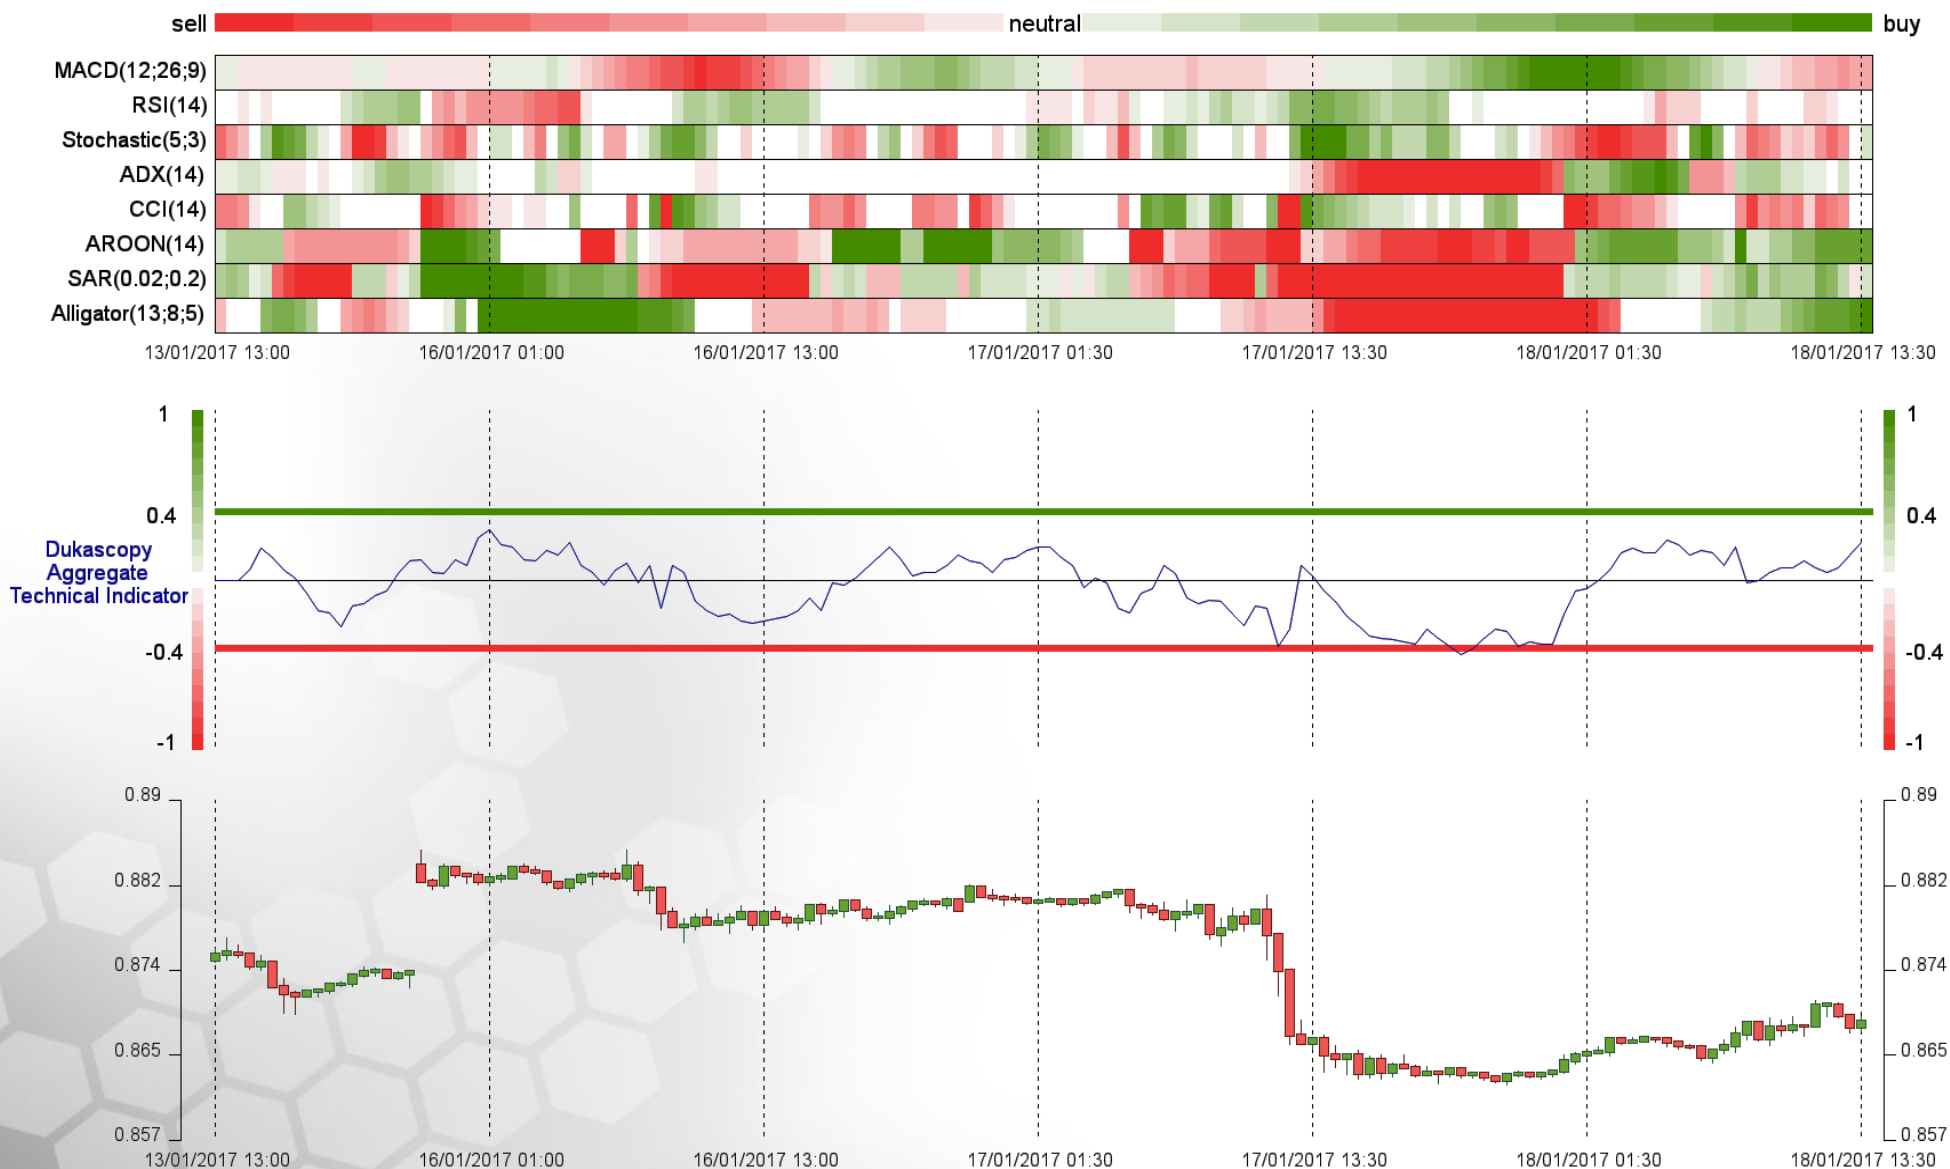 sell neutral buy
MACD(12;26;9)
RSI(14)
Stochastic(5;3)
ADX(14)
CCI(14)
AROON(14)
SAR(0.02;0.2)
Alligator(13;8;5)
13/01/2017 13:00 16/01/2017 01:00 16/01/2017 13:00 17/01/2017 01:30 17/01/2017 13:30 18/01/2017 01:30 18/01/2017 13:30
1 1
0.4 0.4
Dukascopy
Aggregate
Technical Indicator
-0.4 -0.4
-1 -1
0.89 0.89
0.882 0.882
0.874 0.874
0.865 0.865
0.857 0.857
13/01/2017 13:00 16/01/2017 01:00 16/01/2017 13:00 17/01/2017 01:30 17/01/2017 13:30 18/01/2017 01:30 18/01/2017 13:30